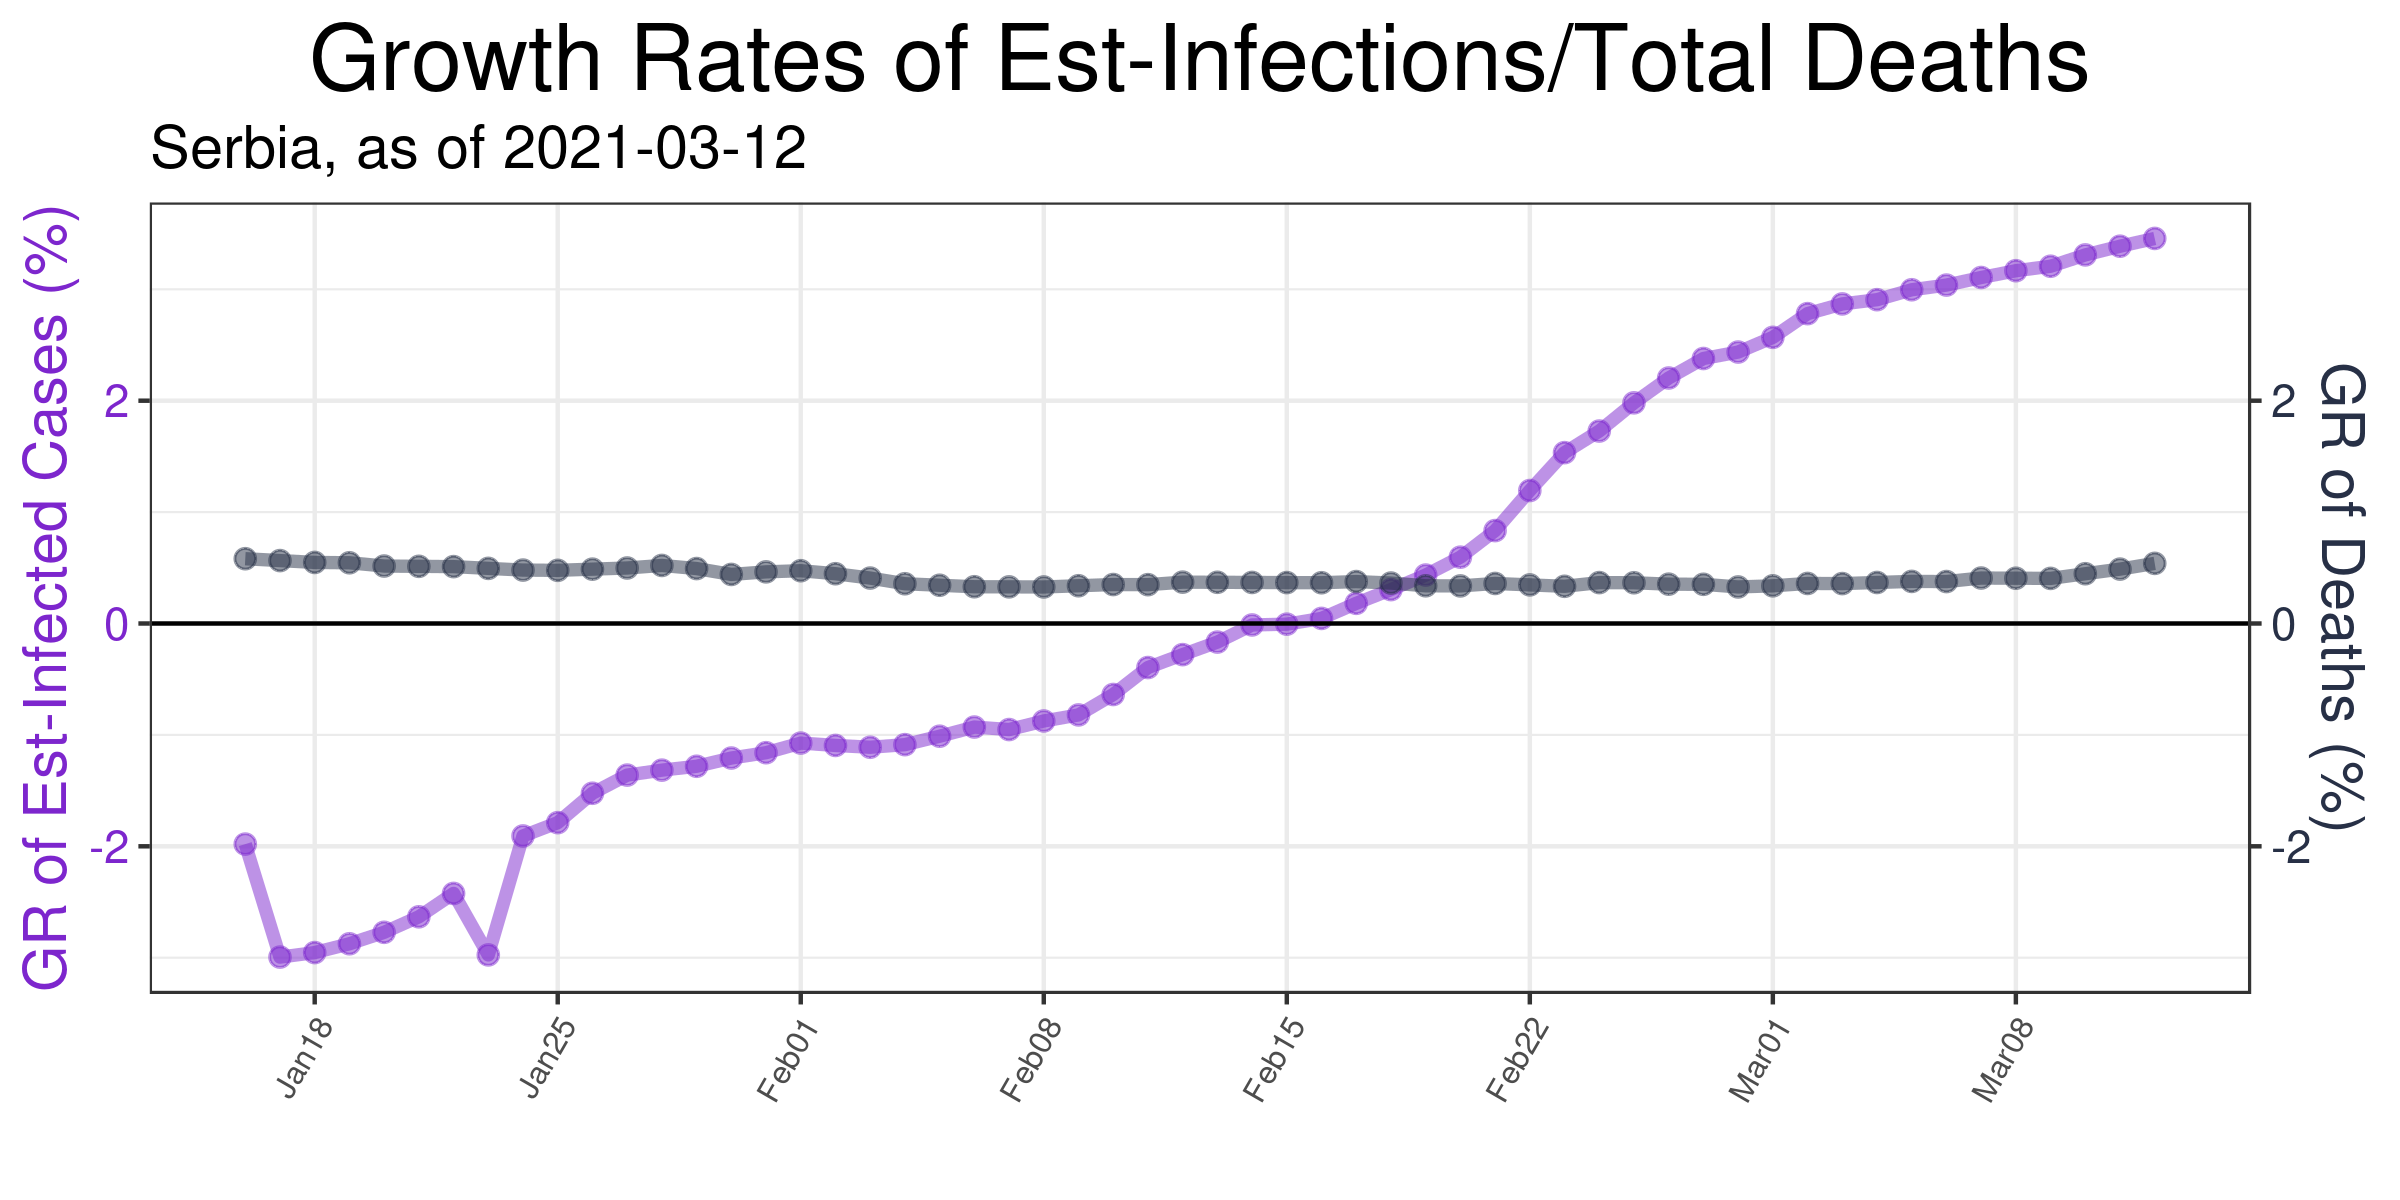 Growth Rates of Est-Infections/Total Deaths
Serbia, as of 2021-03-12
GR of Est-Infected Cases (%)
2
0
-2
2
0
-2
GR of Deaths (%)
Jan18
Jan25
Feb01
Feb08
Feb15
Feb22
Mar01
Mar08